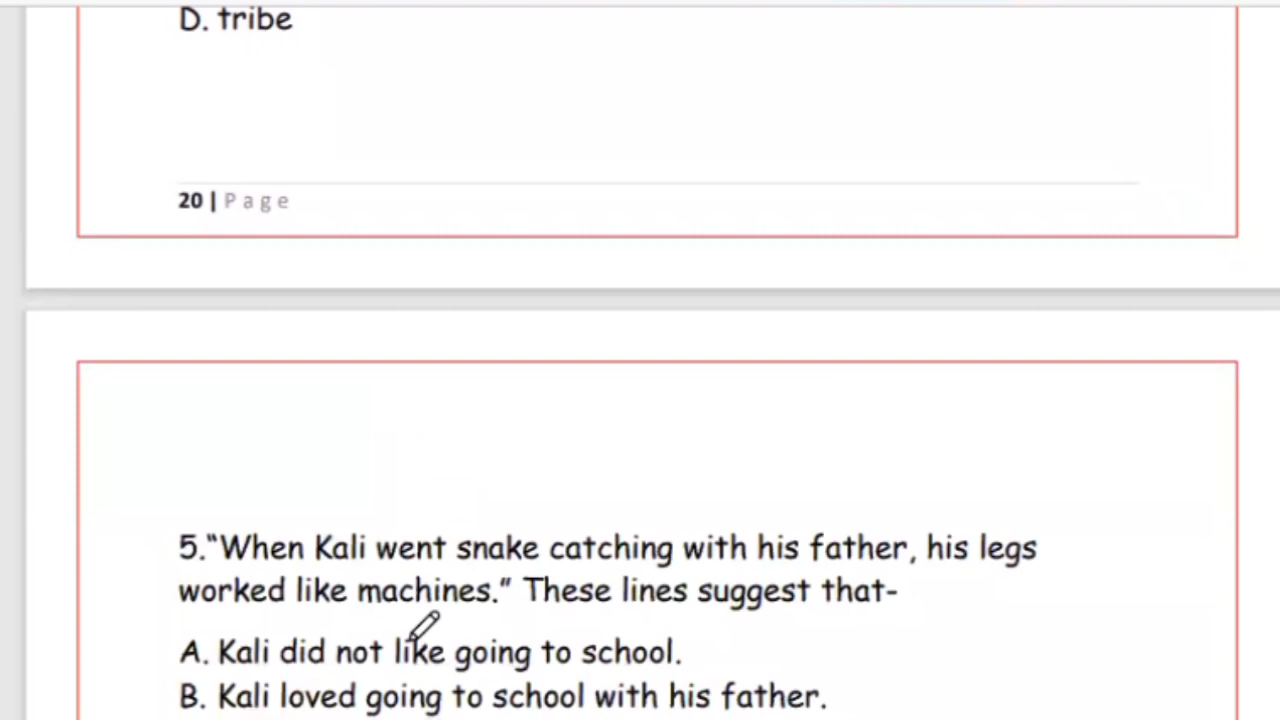 D. tribe
20 | Page
5."When Kali went snake catching with his father, his legs
worked like machines." These lines suggest that-
A. Kali did not like going to school.
B. Kali loved going to school with his father.